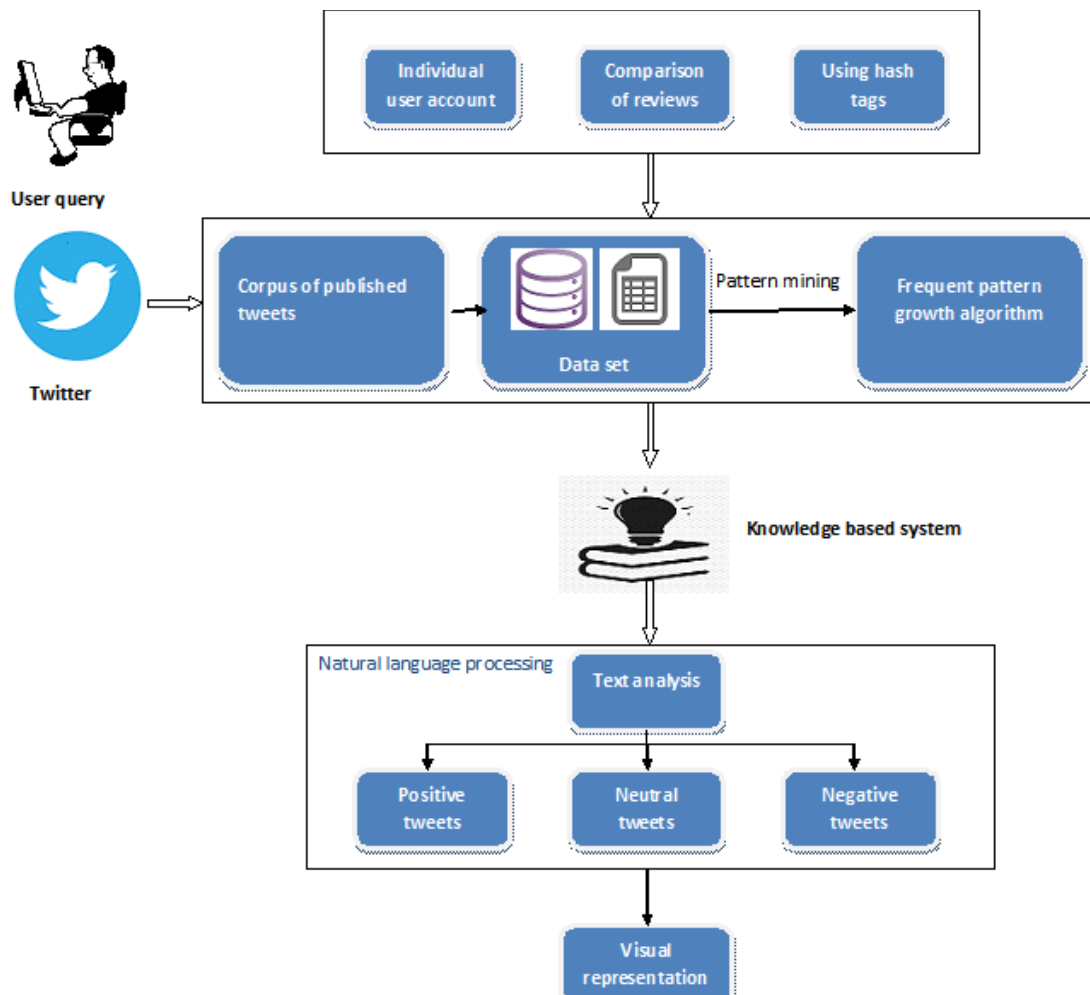 Individual
user account
Comparison
of reviews
Using hash
tags
User query
Corpus of published
tweets
Data set
Pattern mining
Frequent pattern
growth algorithm
Twitter
Knowledge based system
Natural language processing
Text analysis
Positive
tweets
Neutral
tweets
Negative
tweets
Visual
representation